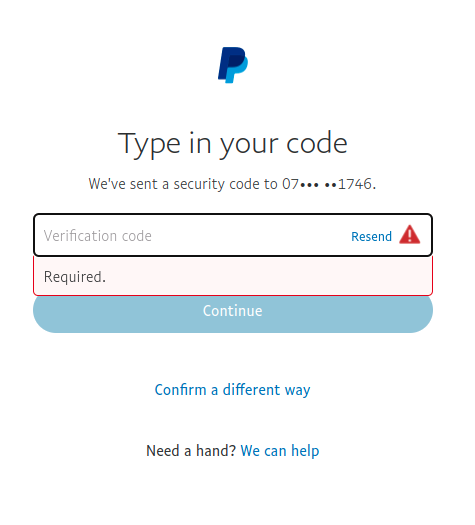 Type in your code
We've sent a security code to 07••• ••1746.
Verification code Resend
Required.
Continue
Confirm a different way
Need a hand? We can help